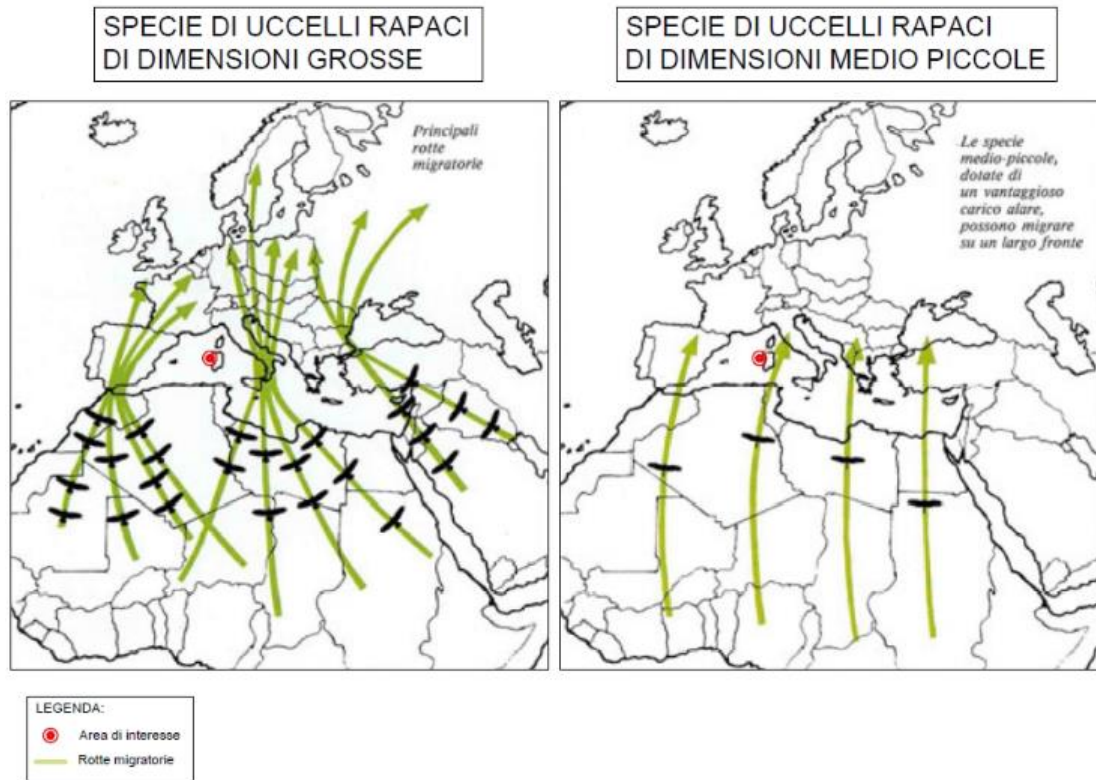 SPECIE DI UCCELLI RAPACI
DI DIMENSIONI GROSSE
SPECIE DI UCCELLI RAPACI
DI DIMENSIONI MEDIO PICCOLE
Principali
rotte
migratorie
Le specie
medio-piccole,
dotate di
un vantaggioso
carico alare,
possono migrare
su un largo fronte
LEGENDA:
Area di interesse
Rotte migratorie